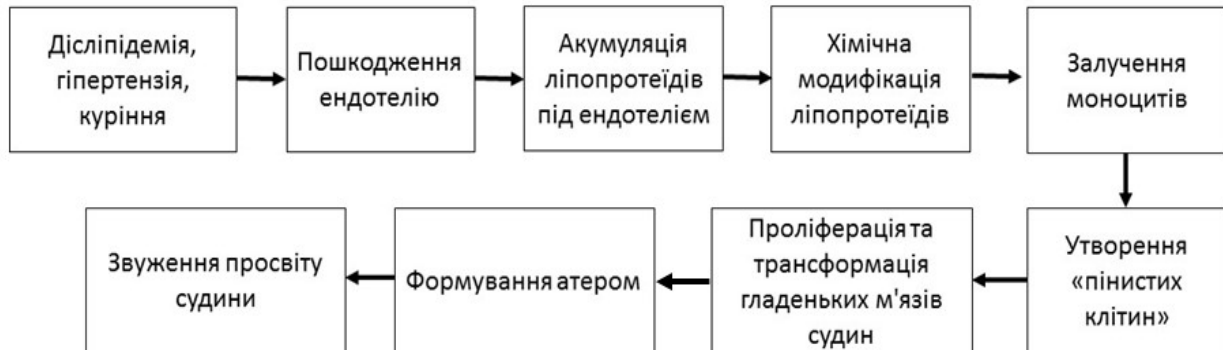 Дісліпідемія,
гіпертензія,
куріння
Пошкодження
ендотелію
Акумуляція
ліпопротеїдів
під ендотелієм
Хімічна
модифікація
ліпопротеїдів
Залучення
моноцитів
Утворення
«пінистих
клітин»
Проліферація та
трансформація
гладеньких м'язів
судин
Формування атером
Звуження просвіту
судини